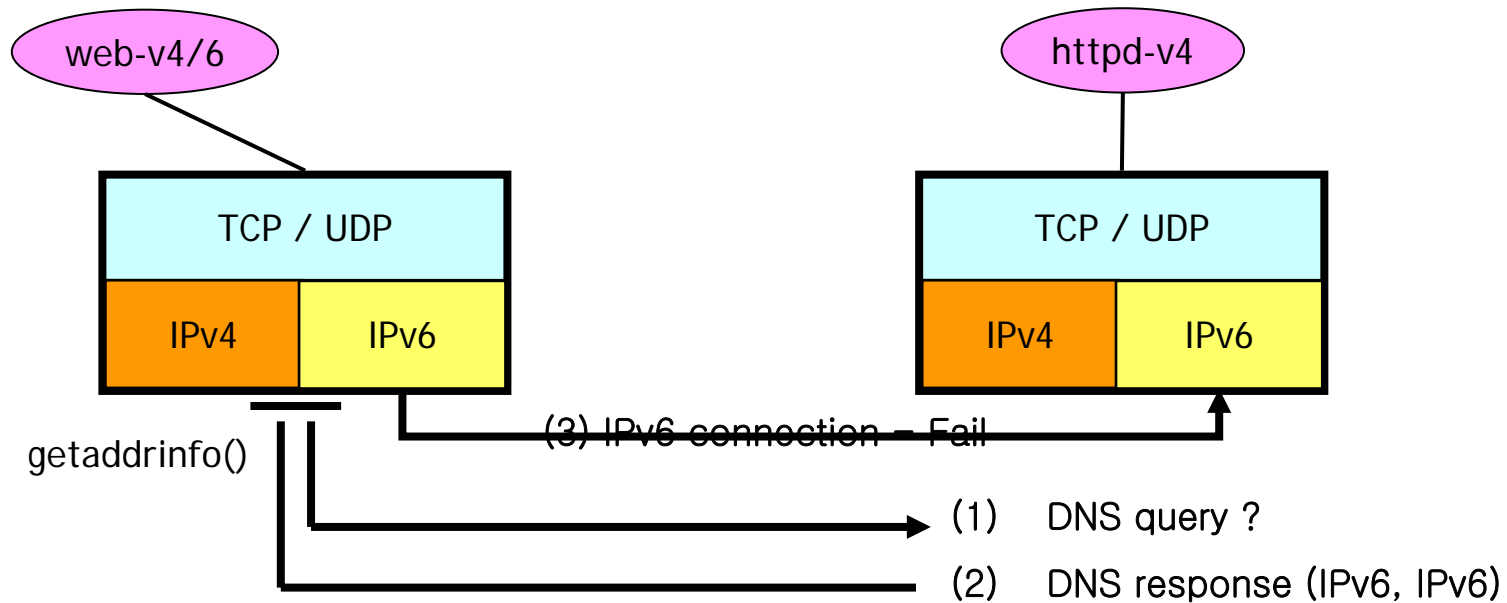 web-v4/6
httpd-v4
TCP / UDP
TCP / UDP
IPv4
IPv6
IPv4
IPv6
(3) IPv6 connection – Fail
getaddrinfo()
(1) DNS query ?
(2) DNS response (IPv6, IPv6)